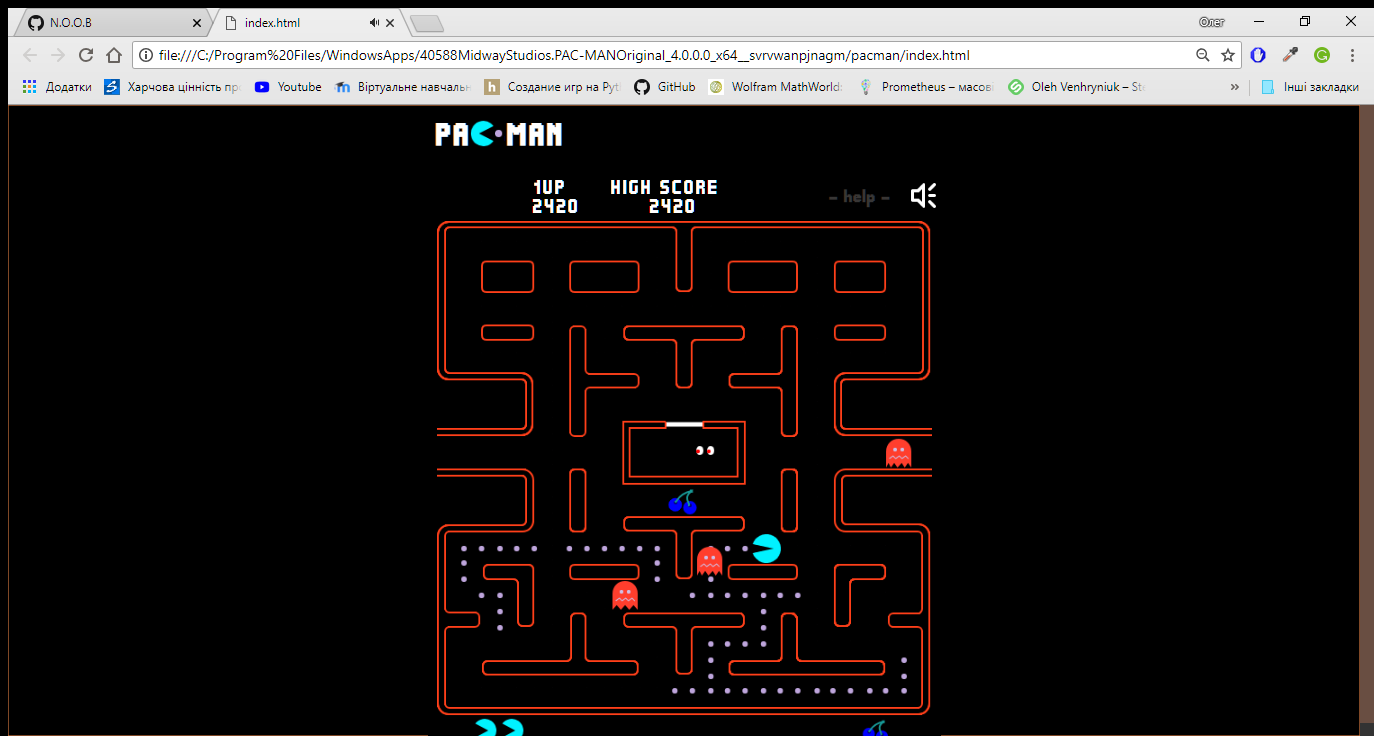 N.O.O.B
index.html
Олег
file:///C:/Program%20Files/WindowsApps/40588MidwayStudios.PAC-MANOriginal_4.0.0.0_x64__svrvwanpjnagm/pacman/index.html
Додатки
Харчова цінність пр
Youtube
Віртуальне навчаль
Создание игр на Pyt
GitHub
Wolfram MathWorld:
Prometheus – масові
Oleh Venhryniuk – St
Інші закладки
PAC-MAN
1UP
HIGH SCORE
2420
2420
- help -